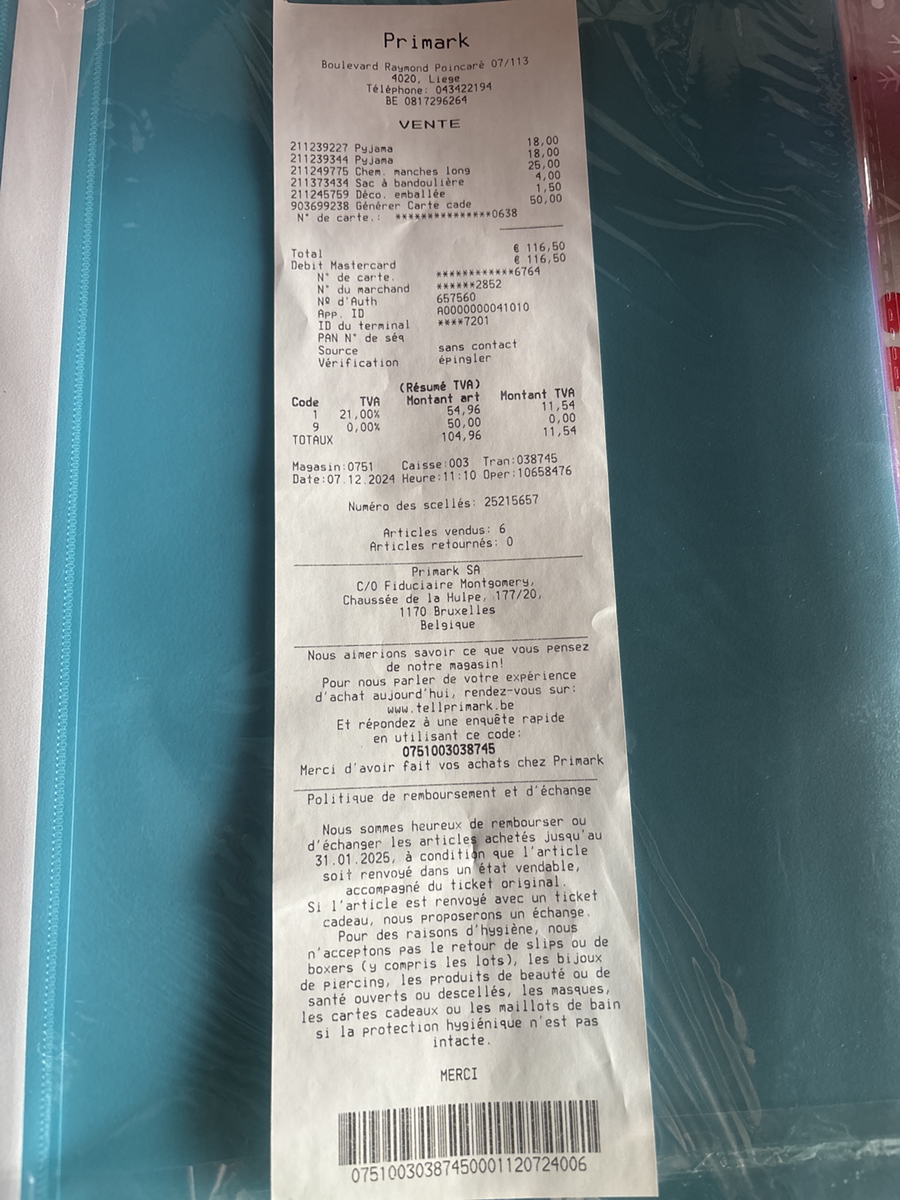 Primark
Boulevard Raymond Poincaré 07/113
4020, Liege
Téléphone: 043422194
BE 0817296264
VENTE
211239227 Pyjama 18,00
211239344 Pyjama 18,00
211249775 Chem. manches long 25,00
211373434 Sac à bandoulière 4,00
211245759 Déco. emballée 1,50
903699238 Générer Carte cade 50,00
N° de carte.: ***************0638
Total € 116,50
Debit Mastercard € 116,50
N° de carte. ************6764
N° du marchand ******2852
Nº d'Auth 657560
App. ID A0000000041010
ID du terminal ****7201
PAN N° de séq
Source sans contact
Vérification épingler
(Résumé TVA)
Code TVA Montant art Montant TVA
1 21,00% 54,96 11,54
9 0,00% 50,00 0,00
TOTAUX 104,96 11,54
Magasin:0751 Caisse:003 Tran:038745
Date:07.12.2024 Heure:11:10 Oper:10658476
Numéro des scellés: 25215657
Articles vendus: 6
Articles retournés: 0
Primark SA
C/O Fiduciaire Montgomery,
Chaussée de la Hulpe, 177/20,
1170 Bruxelles
Belgique
Nous aimerions savoir ce que vous pensez
de notre magasin!
Pour nous parler de votre expérience
d'achat aujourd'hui, rendez-vous sur:
www.tellprimark.be
Et répondez à une enquête rapide
en utilisant ce code:
0751003038745
Merci d'avoir fait vos achats chez Primark
Politique de remboursement et d'échange
Nous sommes heureux de rembourser ou
d'échanger les articles achetés jusqu'au
31.01.2025, à condition que l'article
soit renvoyé dans un état vendable,
accompagné du ticket original.
Si l'article est renvoyé avec un ticket
cadeau, nous proposerons un échange.
Pour des raisons d'hygiène, nous
n'acceptons pas le retour de slips ou de
boxers (y compris les lots), les bijoux
de piercing, les produits de beauté ou de
santé ouverts ou descellés, les masques,
les cartes cadeaux ou les maillots de bain
si la protection hygiénique n'est pas
intacte.
MERCI
07510030387450001120724006